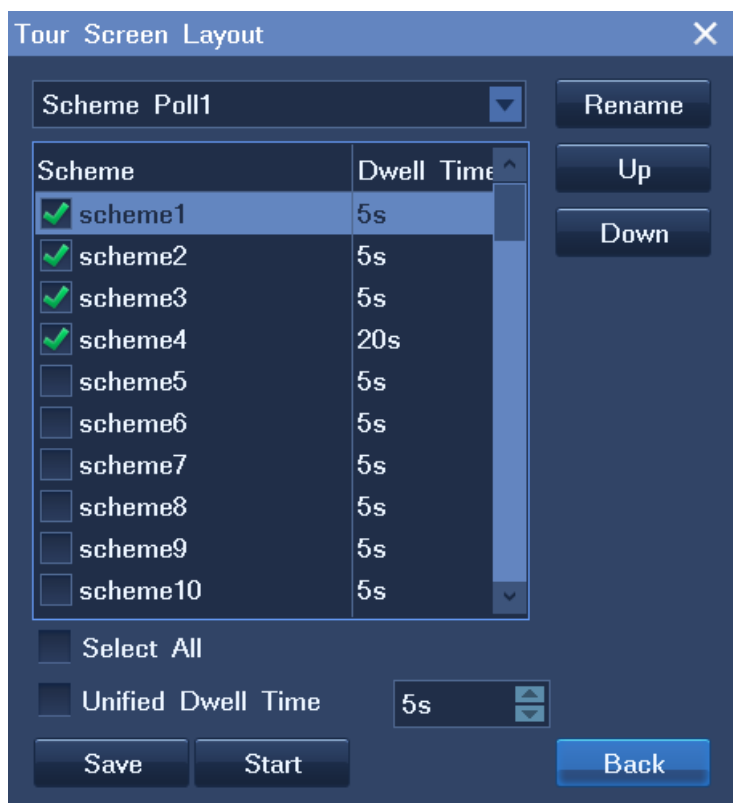 Tour Screen Layout
Scheme Poll1
Rename
Scheme Dwell Time
Up
scheme1 5s
Down
scheme2 5s
scheme3 5s
scheme4 20s
scheme5 5s
scheme6 5s
scheme7 5s
scheme8 5s
scheme9 5s
scheme10 5s
Select All
Unified Dwell Time 5s
Save Start Back